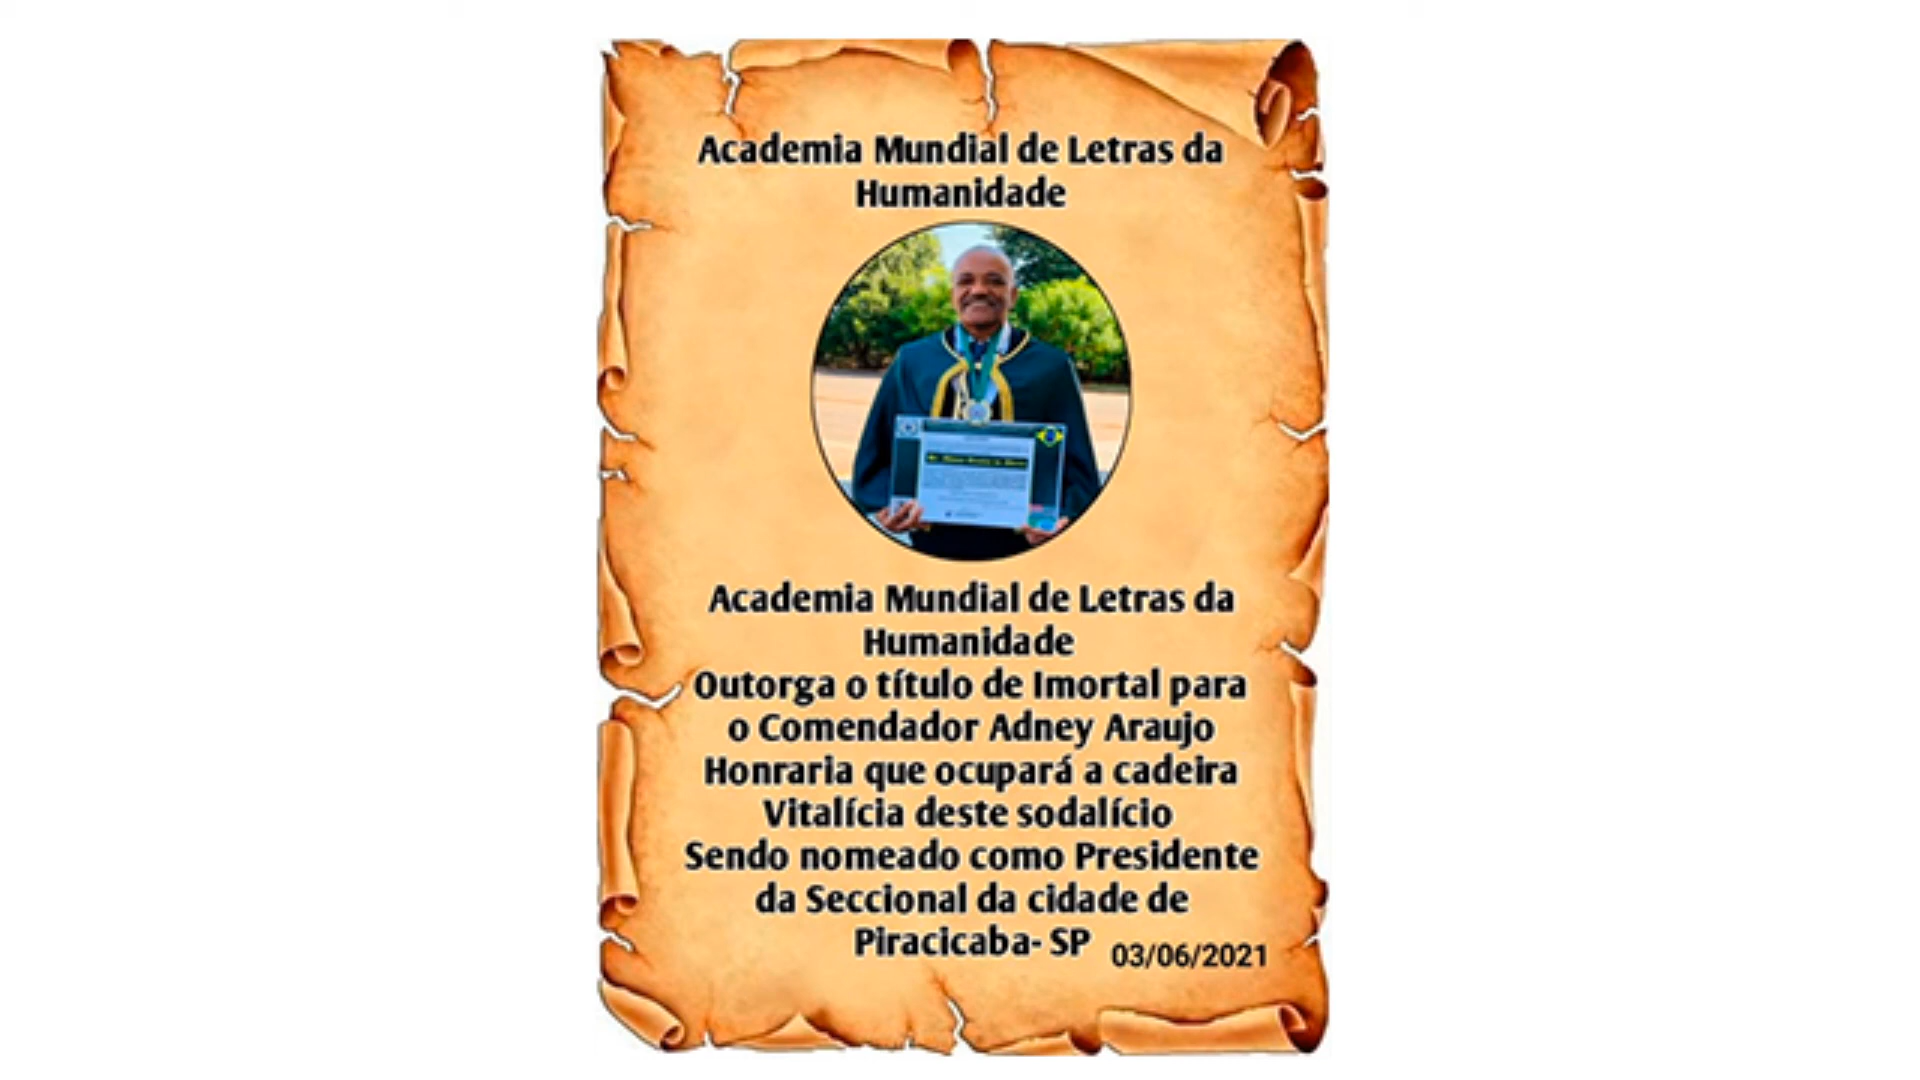 Academia Mundial de Letras da
Humanidade
Academia Mundial de Letras da
Humanidade
Outorga o título de Imortal para
o Comendador Adney Araujo
Honraria que ocupará a cadeira
Vitalícia deste sodalício
Sendo nomeado como Presidente
da Seccional da cidade de
Piracicaba- SP 03/06/2021